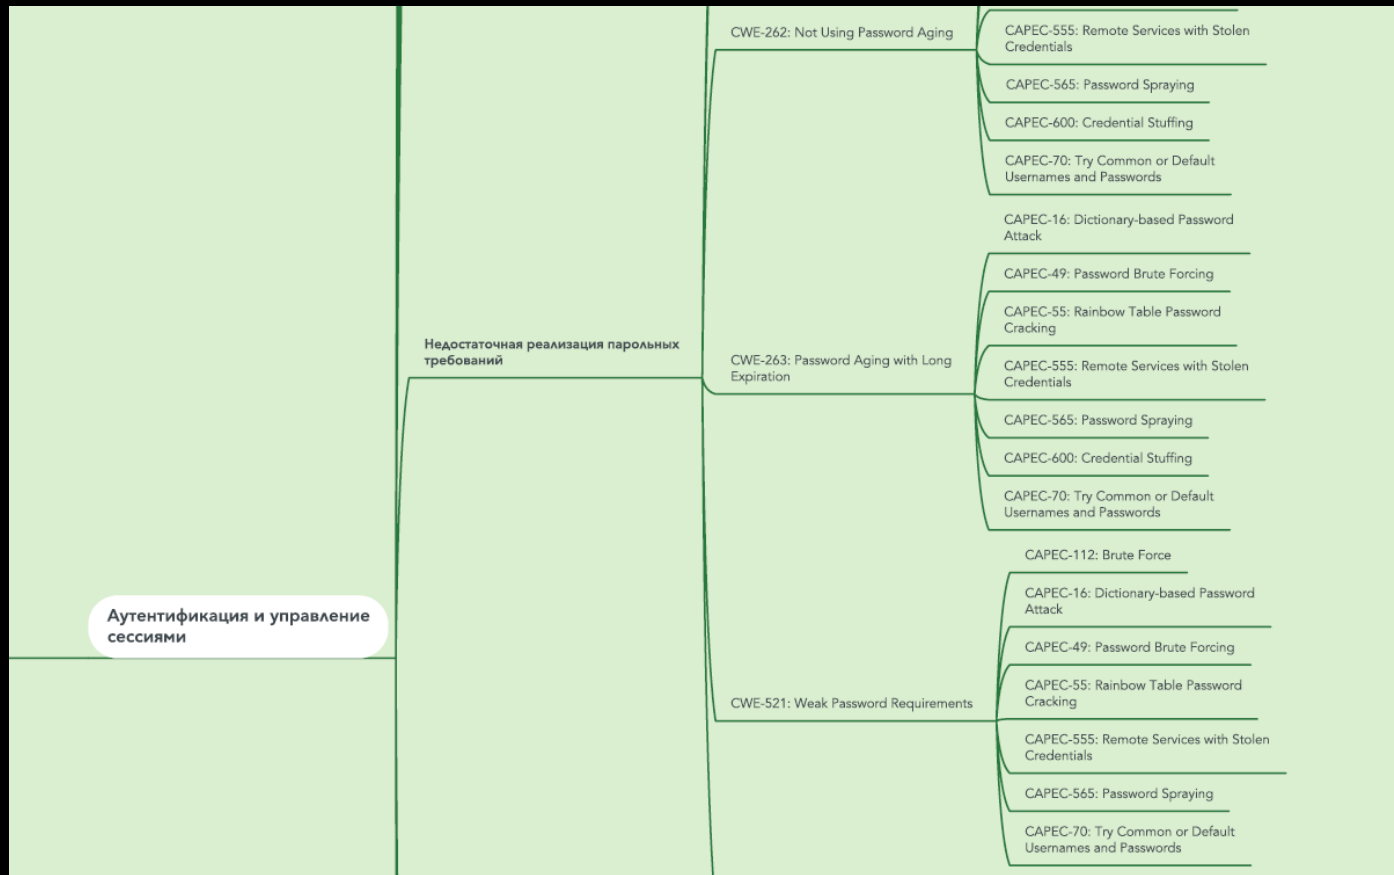 CWE-262: Not Using Password Aging
CAPEC-555: Remote Services with Stolen
Credentials
CAPEC-565: Password Spraying
CAPEC-600: Credential Stuffing
CAPEC-70: Try Common or Default
Usernames and Passwords
Недостаточная реализация парольных
требований
CWE-263: Password Aging with Long
Expiration
CAPEC-16: Dictionary-based Password
Attack
CAPEC-49: Password Brute Forcing
CAPEC-55: Rainbow Table Password
Cracking
CAPEC-555: Remote Services with Stolen
Credentials
CAPEC-565: Password Spraying
CAPEC-600: Credential Stuffing
CAPEC-70: Try Common or Default
Usernames and Passwords
Аутентификация и управление
сессиями
CWE-521: Weak Password Requirements
CAPEC-112: Brute Force
CAPEC-16: Dictionary-based Password
Attack
CAPEC-49: Password Brute Forcing
CAPEC-55: Rainbow Table Password
Cracking
CAPEC-555: Remote Services with Stolen
Credentials
CAPEC-565: Password Spraying
CAPEC-70: Try Common or Default
Usernames and Passwords